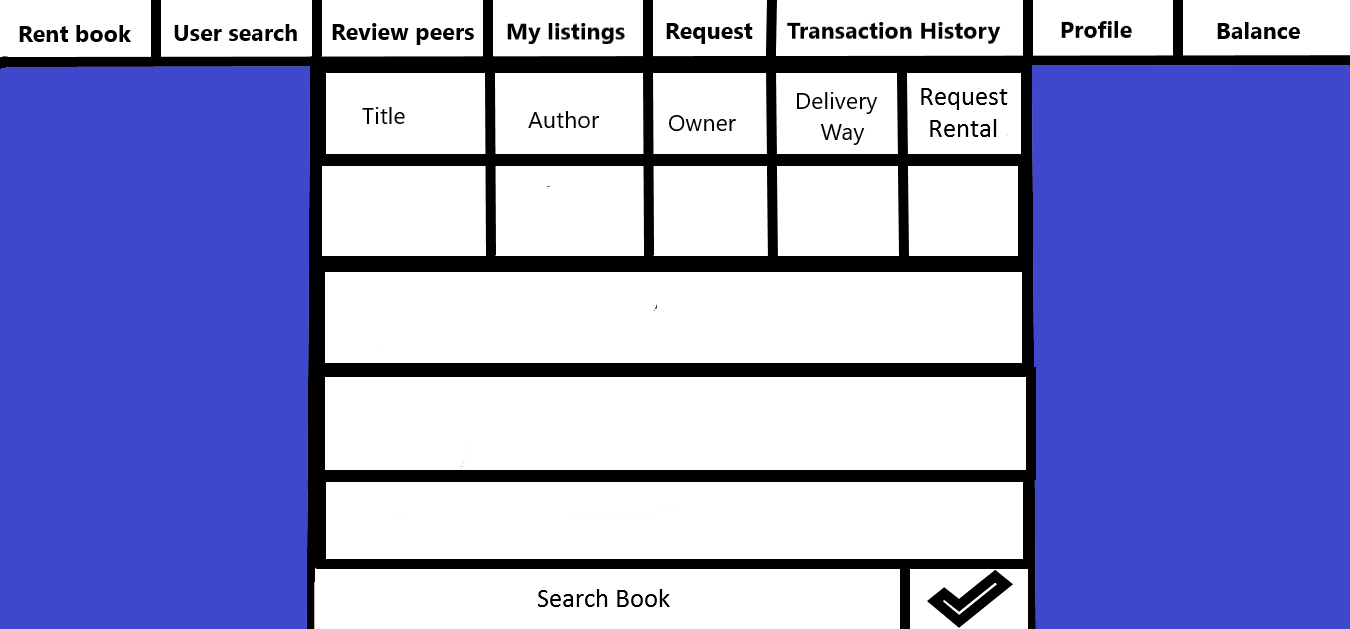 Rent book
User search
Review peers
My listings
Request
Transaction History
Profile
Balance
Title
Author
Owner
Delivery
Way
Request
Rental
Search Book